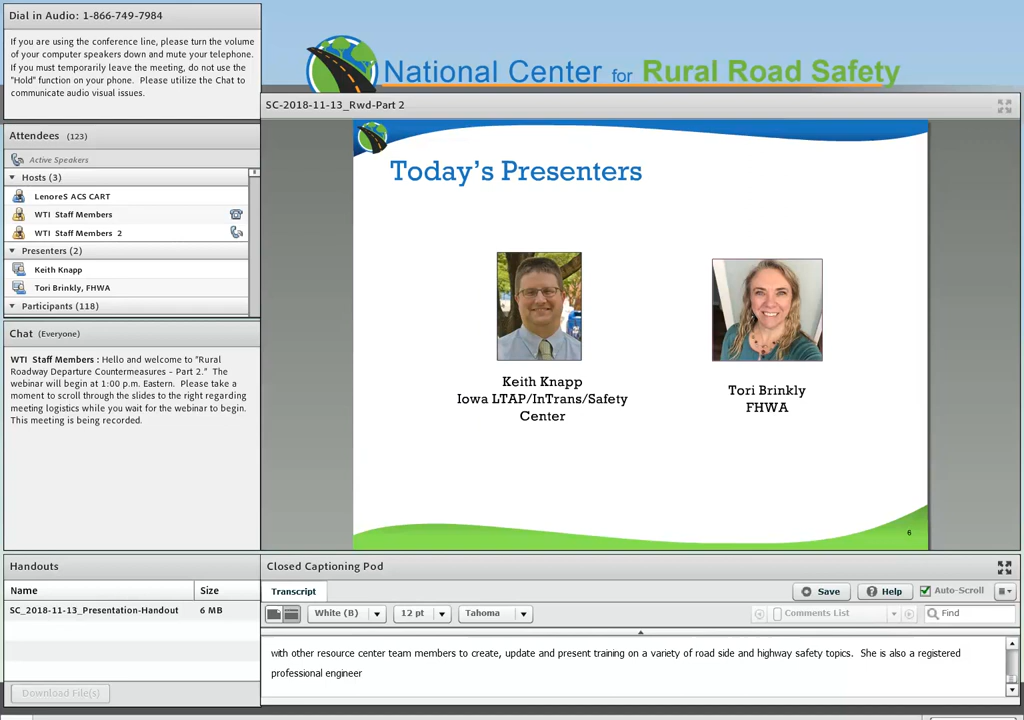 Dial in Audio: 1-866-749-7984
If you are using the conference line, please turn the volume
of your computer speakers down and mute your telephone.
If you must temporarily leave the meeting, do not use the
"Hold" function on your phone. Please utilize the Chat to
communicate audio visual issues.
National Center for Rural Road Safety
SC-2018-11-13_Rwd-Part 2
Attendees (123)
Active Speakers
Hosts (3)
LenoreS ACS CART
WTI Staff Members
WTI Staff Members 2
Presenters (2)
Keith Knapp
Tori Brinkly, FHWA
Participants (118)
Chat (Everyone)
WTI Staff Members : Hello and welcome to "Rural
Roadway Departure Countermeasures - Part 2." The
webinar will begin at 1:00 p.m. Eastern. Please take a
moment to scroll through the slides to the right regarding
meeting logistics while you wait for the webinar to begin.
This meeting is being recorded.
Today's Presenters
Keith Knapp
Iowa LTAP/InTrans/Safety
Center
Tori Brinkly
FHWA
6
Handouts
Name Size
SC_2018-11-13_Presentation-Handout 6 MB
Download File(s)
Closed Captioning Pod
Transcript
Save
Help
Auto-Scroll
White (B)
12 pt
Tahoma
Comments List
Find
with other resource center team members to create, update and present training on a variety of road side and highway safety topics. She is also a registered
professional engineer